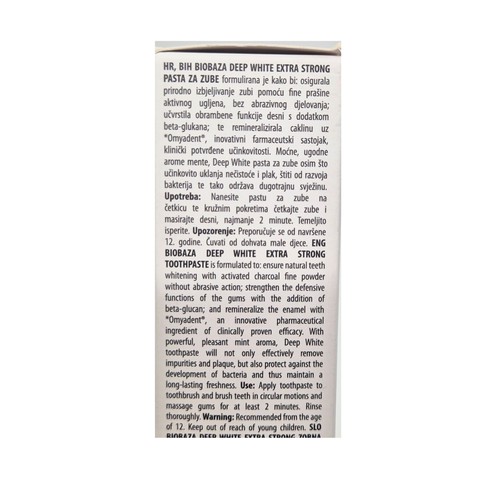 HR, BIH BIOBAZA DEEP WHITE EXTRA STRONG
PASTA ZA ZUBE formulirana je kako bi: osigurala
prirodno izbjeljivanje zubi pomoću fine prašine
aktivnog ugljena, bez abrazivnog djelovanja;
učvrstila obrambene funkcije desni s dodatkom
beta-glukana; te remineralizirala caklinu uz
"Omyadent", inovativni farmaceutski sastojak,
klinički potvrđene učinkovitosti. Moćne, ugodne
arome mente, Deep White pasta za zube osim što
učinkovito uklanja nečistoće i plak, štiti od razvoja
bakterija te tako održava dugotrajnu svježinu.
Upotreba: Nanesite pastu za zube na
četkicu te kružnim pokretima četkajte zube i
masirajte desni, najmanje 2 minute. Temeljito
isperite. Upozorenje: Preporučuje se od navršene
12. godine. Čuvati od dohvata male djece. ENG
BIOBAZA DEEP WHITE EXTRA STRONG
TOOTHPASTE is formulated to: ensure natural teeth
whitening with activated charcoal fine powder
without abrasive action; strengthen the defensive
functions of the gums with the addition of
beta-glucan; and remineralize the enamel with
"Omyadent", an innovative pharmaceutical
ingredient of clinically proven efficacy. With
powerful, pleasant mint aroma, Deep White
toothpaste will not only effectively remove
impurities and plaque, but also protect against the
development of bacteria and thus maintain a
long-lasting freshness. Use: Apply toothpaste to
toothbrush and brush teeth in circular motions and
massage gums for at least 2 minutes. Rinse
thoroughly. Warning: Recommended from the age
of 12. Keep out of reach of young children. SLO
BIOBAZA DEEP WHITE EXTRA STRONG ZOBNA